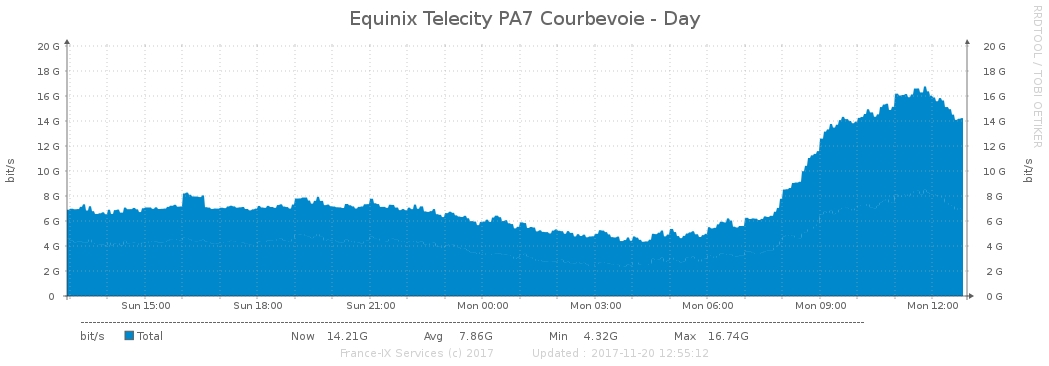 Equinix Telecity PA7 Courbevoie - Day
RRDTOOL / TOBI OETIKER
20 G 20 G
18 G 18 G
16 G 16 G
14 G 14 G
12 G 12 G
10 G 10 G
8 G 8 G
6 G 6 G
4 G 4 G
2 G 2 G
0 0 G
bit/s
bit/s
Sun 15:00 Sun 18:00 Sun 21:00 Mon 00:00 Mon 03:00 Mon 06:00 Mon 09:00 Mon 12:00
bit/s Total Now 14.21G Avg 7.86G Min 4.32G Max 16.74G
France-IX Services (c) 2017 Updated : 2017-11-20 12:55:12